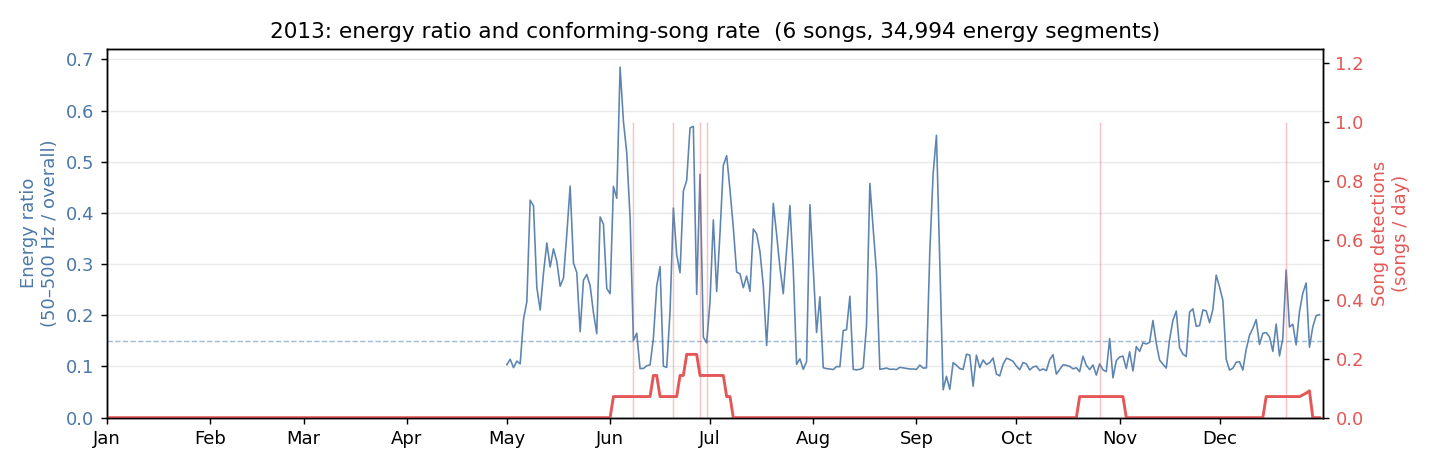 2013: energy ratio and conforming-song rate (6 songs, 34,994 energy segments)
Energy ratio
(50–500 Hz / overall)
0.7
0.6
0.5
0.4
0.3
0.2
0.1
0.0
Jan Feb Mar Apr May Jun Jul Aug Sep Oct Nov Dec
1.2
1.0
0.8
0.6
0.4
0.2
0.0
Song detections
(songs / day)